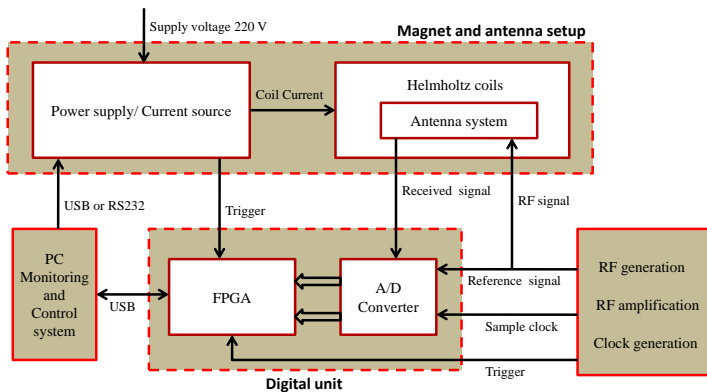 Supply voltage 220 V
Magnet and antenna setup
Power supply/ Current source
Coil Current
Helmholtz coils
Antenna system
USB or RS232
Trigger
Received signal
RF signal
PC
Monitoring
and
Control
system
USB
FPGA
A/D
Converter
Reference signal
Sample clock
Trigger
RF generation
RF amplification
Clock generation
Digital unit